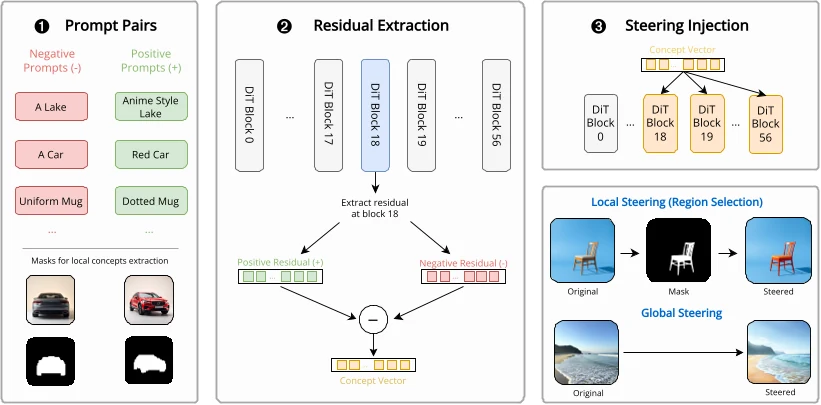 1 Prompt Pairs
Negative
Prompts (-)
Positive
Prompts (+)
A Lake
Anime Style
Lake
A Car
Red Car
Uniform Mug
Dotted Mug
...
...
Masks for local concepts extraction
2 Residual Extraction
DiT Block 0
...
DiT Block 17
DiT Block 18
DiT Block 19
...
DiT Block 56
Extract residual
at block 18
Positive Residual (+)
Negative Residual (-)
...
...
−
...
Concept Vector
3 Steering Injection
Concept Vector
...
DiT
Block
0
...
DiT
Block
18
DiT
Block
19
...
DiT
Block
56
Local Steering (Region Selection)
Original
Mask
Steered
Global Steering
Original
Steered